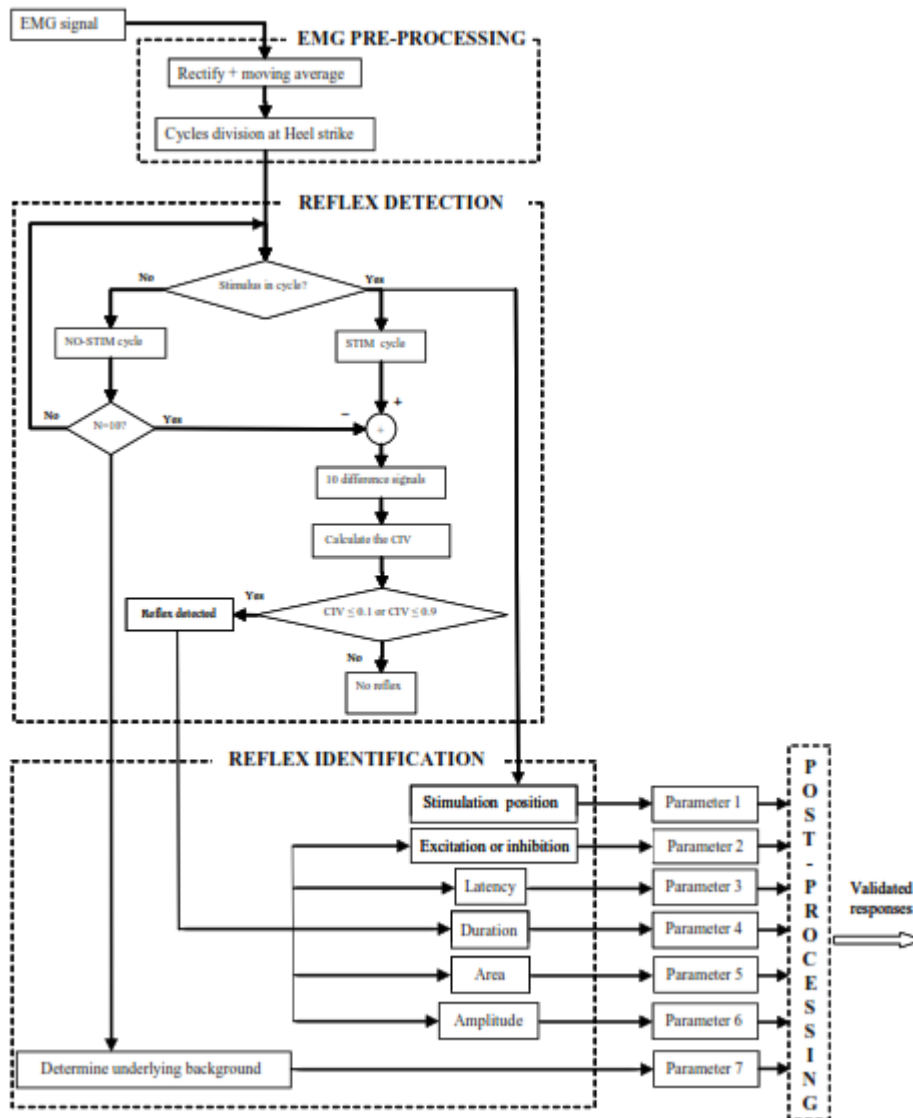 EMG signal
EMG PRE-PROCESSING
Rectify + moving average
Cycles division at Heel strike
REFLEX DETECTION
No
Stimulus in cycle?
Yes
NO-STIM cycle
STIM cycle
No
N=10?
Yes
−
+
+
10 difference signals
Calculate the CIV
Reflex detected
Yes
CIV ≤ 0.1 or CIV ≤ 0.9
No
No reflex
REFLEX IDENTIFICATION
Stimulation position
Parameter 1
Excitation or inhibition
Parameter 2
Latency
Parameter 3
Duration
Parameter 4
Area
Parameter 5
Amplitude
Parameter 6
Determine underlying background
Parameter 7
POST-PROCESSING
Validated
responses